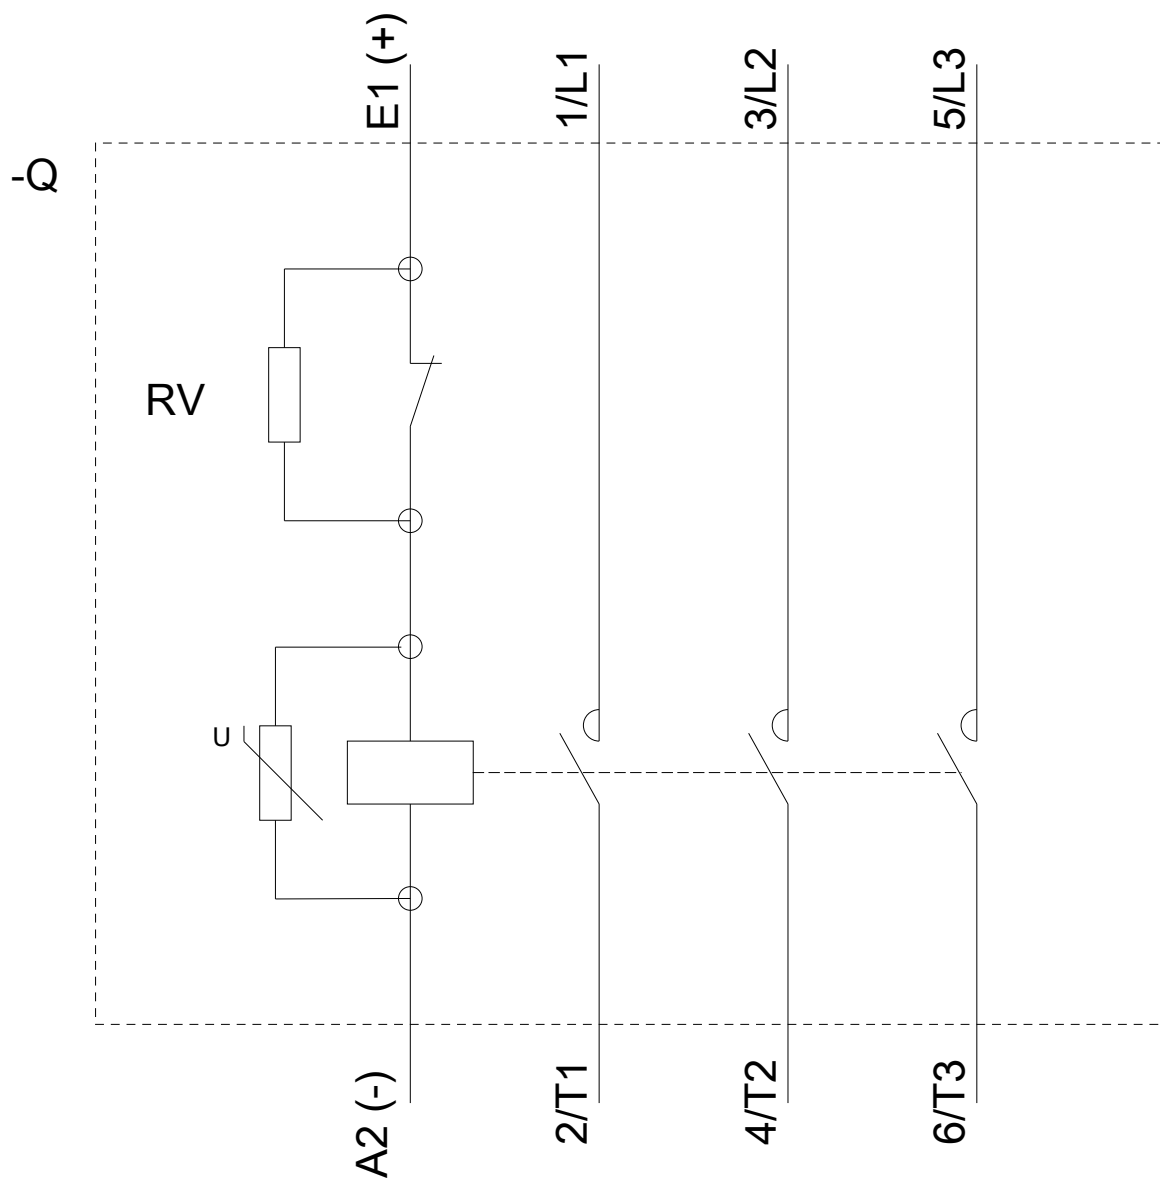 E1 (+)
1/L1
3/L2
5/L3
-Q
RV
U
A2 (-)
2/T1
4/T2
6/T3